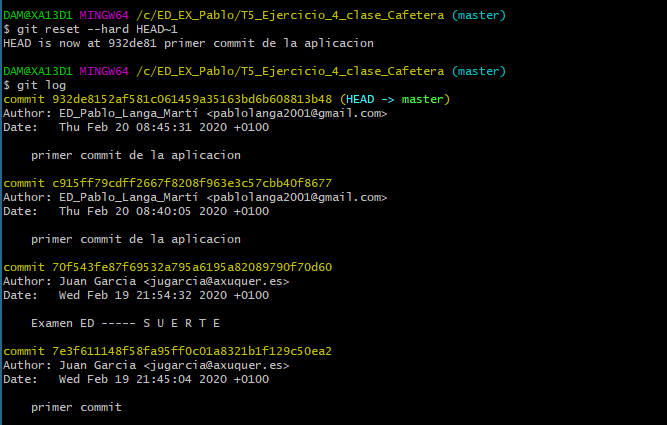 DAM@XA13D1 MINGW64 /c/ED_EX_Pablo/T5_Ejercicio_4_clase_Cafetera (master)
$ git reset --hard HEAD~1
HEAD is now at 932de81 primer commit de la aplicacion
DAM@XA13D1 MINGW64 /c/ED_EX_Pablo/T5_Ejercicio_4_clase_Cafetera (master)
$ git log
commit 932de8152af581c061459a35163bd6b608813b48 (HEAD -> master)
Author: ED_Pablo_Langa_Martí <pablolanga2001@gmail.com>
Date:   Thu Feb 20 08:45:31 2020 +0100
    primer commit de la aplicacion
commit c915ff79cdff2667f8208f963e3c57cbb40f8677
Author: ED_Pablo_Langa_Martí <pablolanga2001@gmail.com>
Date:   Thu Feb 20 08:40:05 2020 +0100
    primer commit de la aplicacion
commit 70f543fe87f69532a795a6195a82089790f70d60
Author: Juan Garcia <jugarcia@axuquer.es>
Date:   Wed Feb 19 21:54:32 2020 +0100
    Examen ED ----- S U E R T E
commit 7e3f611148f58fa95ff0c01a8321b1f129c50ea2
Author: Juan Garcia <jugarcia@axuquer.es>
Date:   Wed Feb 19 21:45:04 2020 +0100
    primer commit